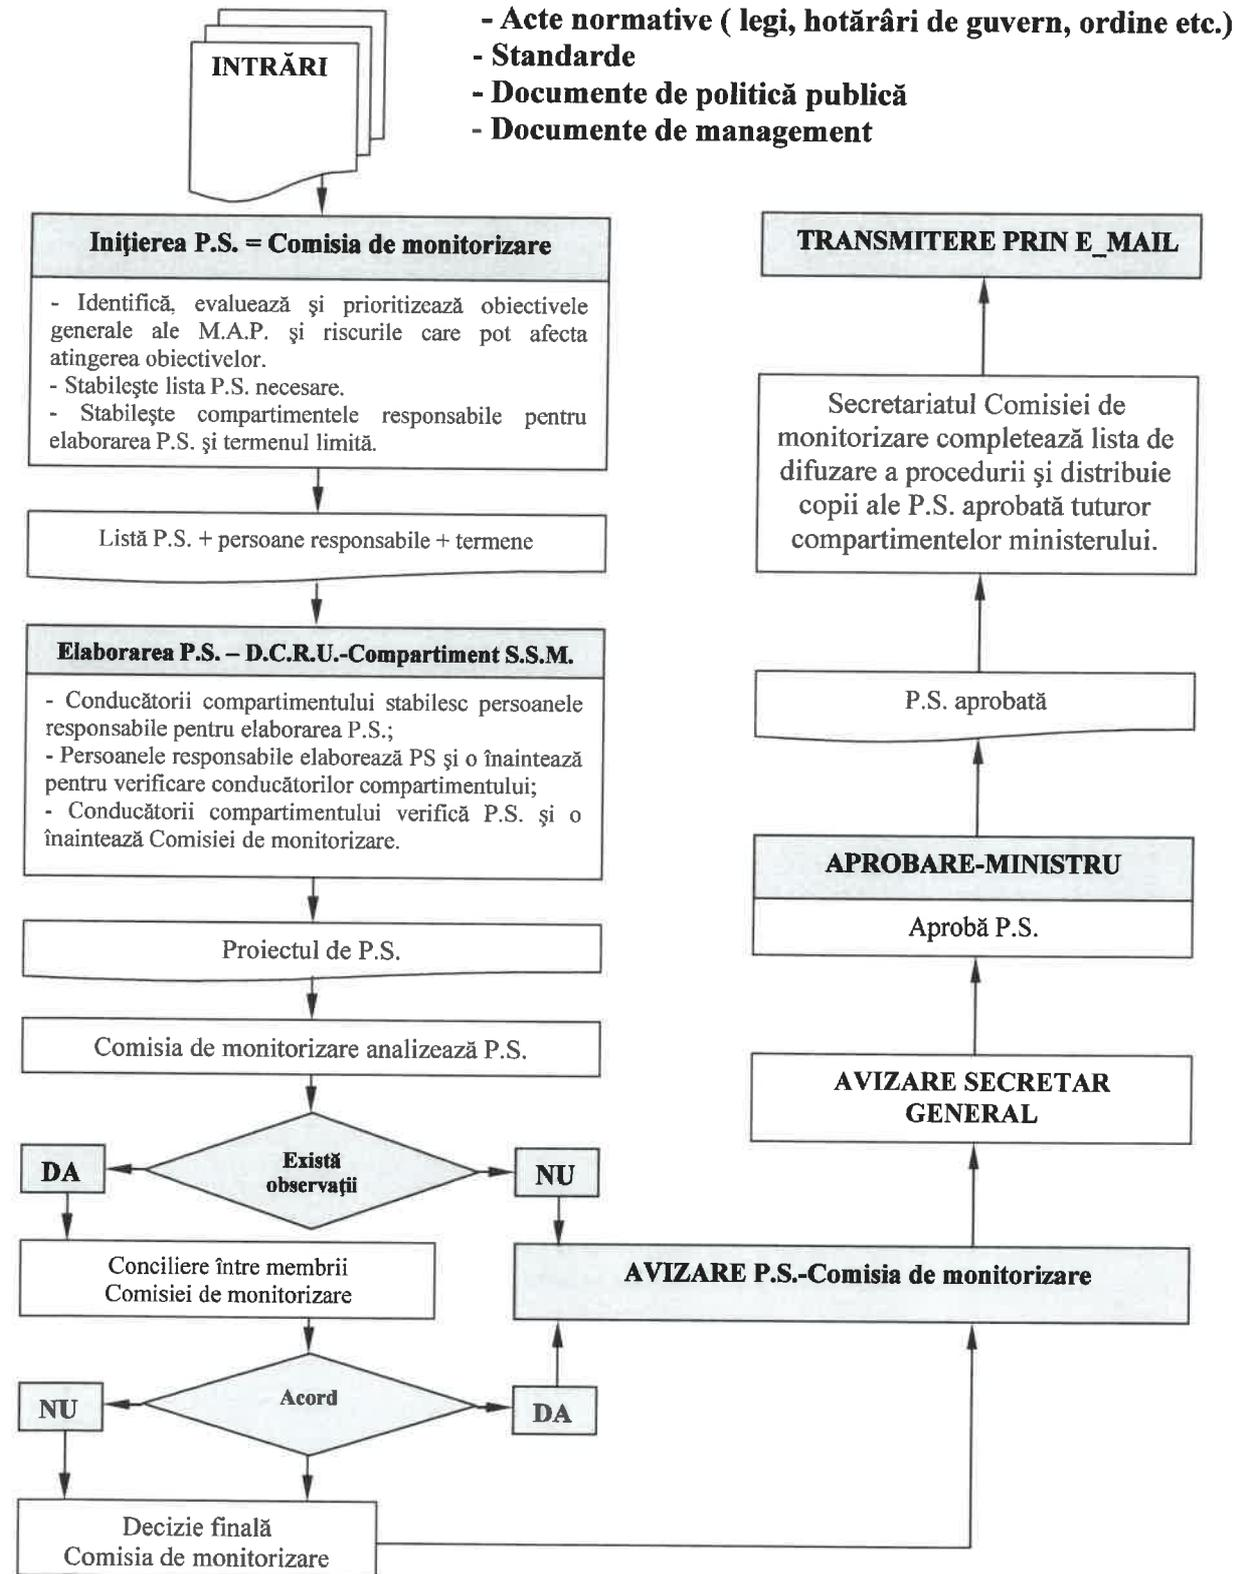 INTRĂRI
- Acte normative ( legi, hotărâri de guvern, ordine etc.)
- Standarde
- Documente de politică publică
- Documente de management
Iniţierea P.S. = Comisia de monitorizare
- Identifică, evaluează şi prioritizează obiectivele
generale ale M.A.P. şi riscurile care pot afecta
atingerea obiectivelor.
- Stabileşte lista P.S. necesare.
- Stabileşte compartimentele responsabile pentru
elaborarea P.S. şi termenul limită.
Listă P.S. + persoane responsabile + termene
Elaborarea P.S. – D.C.R.U.-Compartiment S.S.M.
- Conducătorii compartimentului stabilesc persoanele
responsabile pentru elaborarea P.S.;
- Persoanele responsabile elaborează PS şi o înaintează
pentru verificare conducătorilor compartimentului;
- Conducătorii compartimentului verifică P.S. şi o
înaintează Comisiei de monitorizare.
Proiectul de P.S.
Comisia de monitorizare analizează P.S.
Există
observaţii
DA
NU
Conciliere între membrii
Comisiei de monitorizare
Acord
NU
DA
Decizie finală
Comisia de monitorizare
AVIZARE P.S.-Comisia de monitorizare
AVIZARE SECRETAR
GENERAL
APROBARE-MINISTRU
Aprobă P.S.
P.S. aprobată
Secretariatul Comisiei de
monitorizare completează lista de
difuzare a procedurii şi distribuie
copii ale P.S. aprobată tuturor
compartimentelor ministerului.
TRANSMITERE PRIN E_MAIL